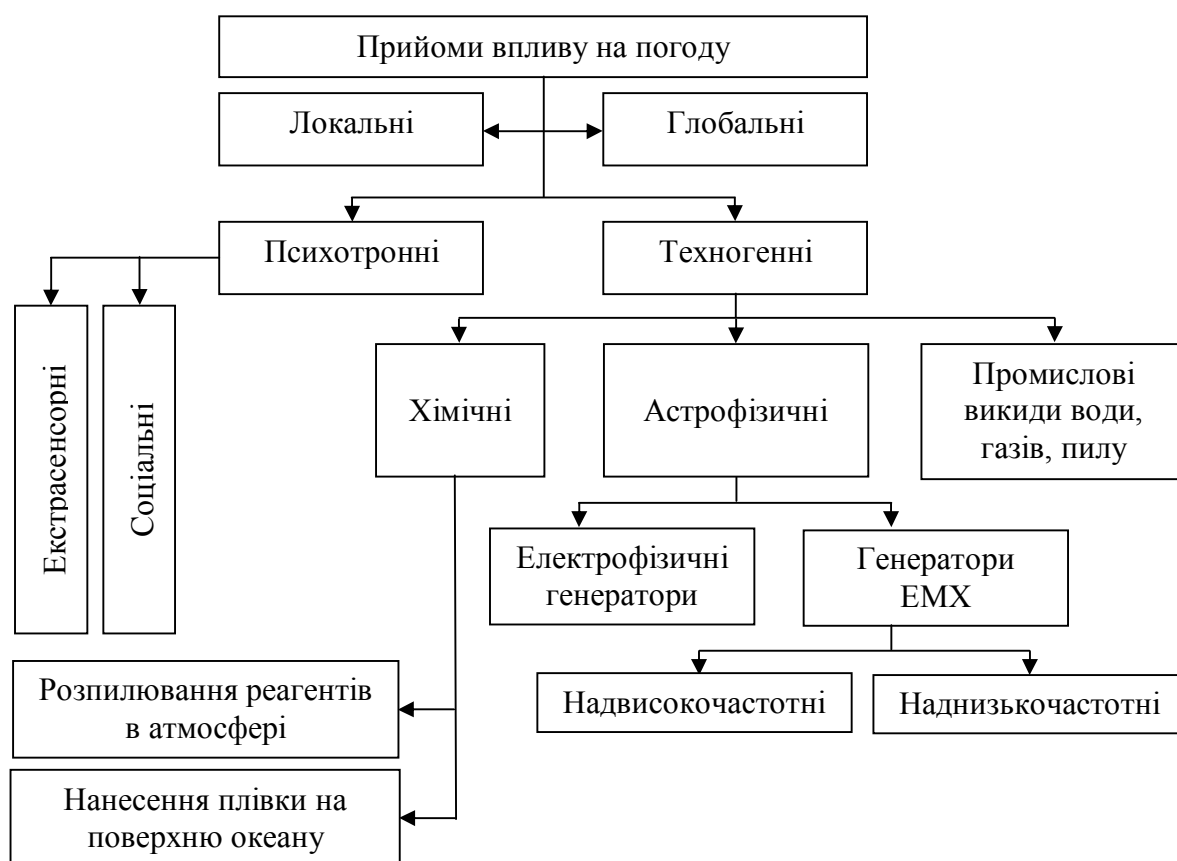 Прийоми впливу на погоду
Локальні
Глобальні
Психотронні
Техногенні
Екстрасенсорні
Соціальні
Хімічні
Астрофізичні
Промислові
викиди води,
газів, пилу
Електрофізичні
генератори
Генератори
ЕМХ
Надвисокочастотні
Наднизькочастотні
Розпилювання реагентів
в атмосфері
Нанесення плівки на
поверхню океану